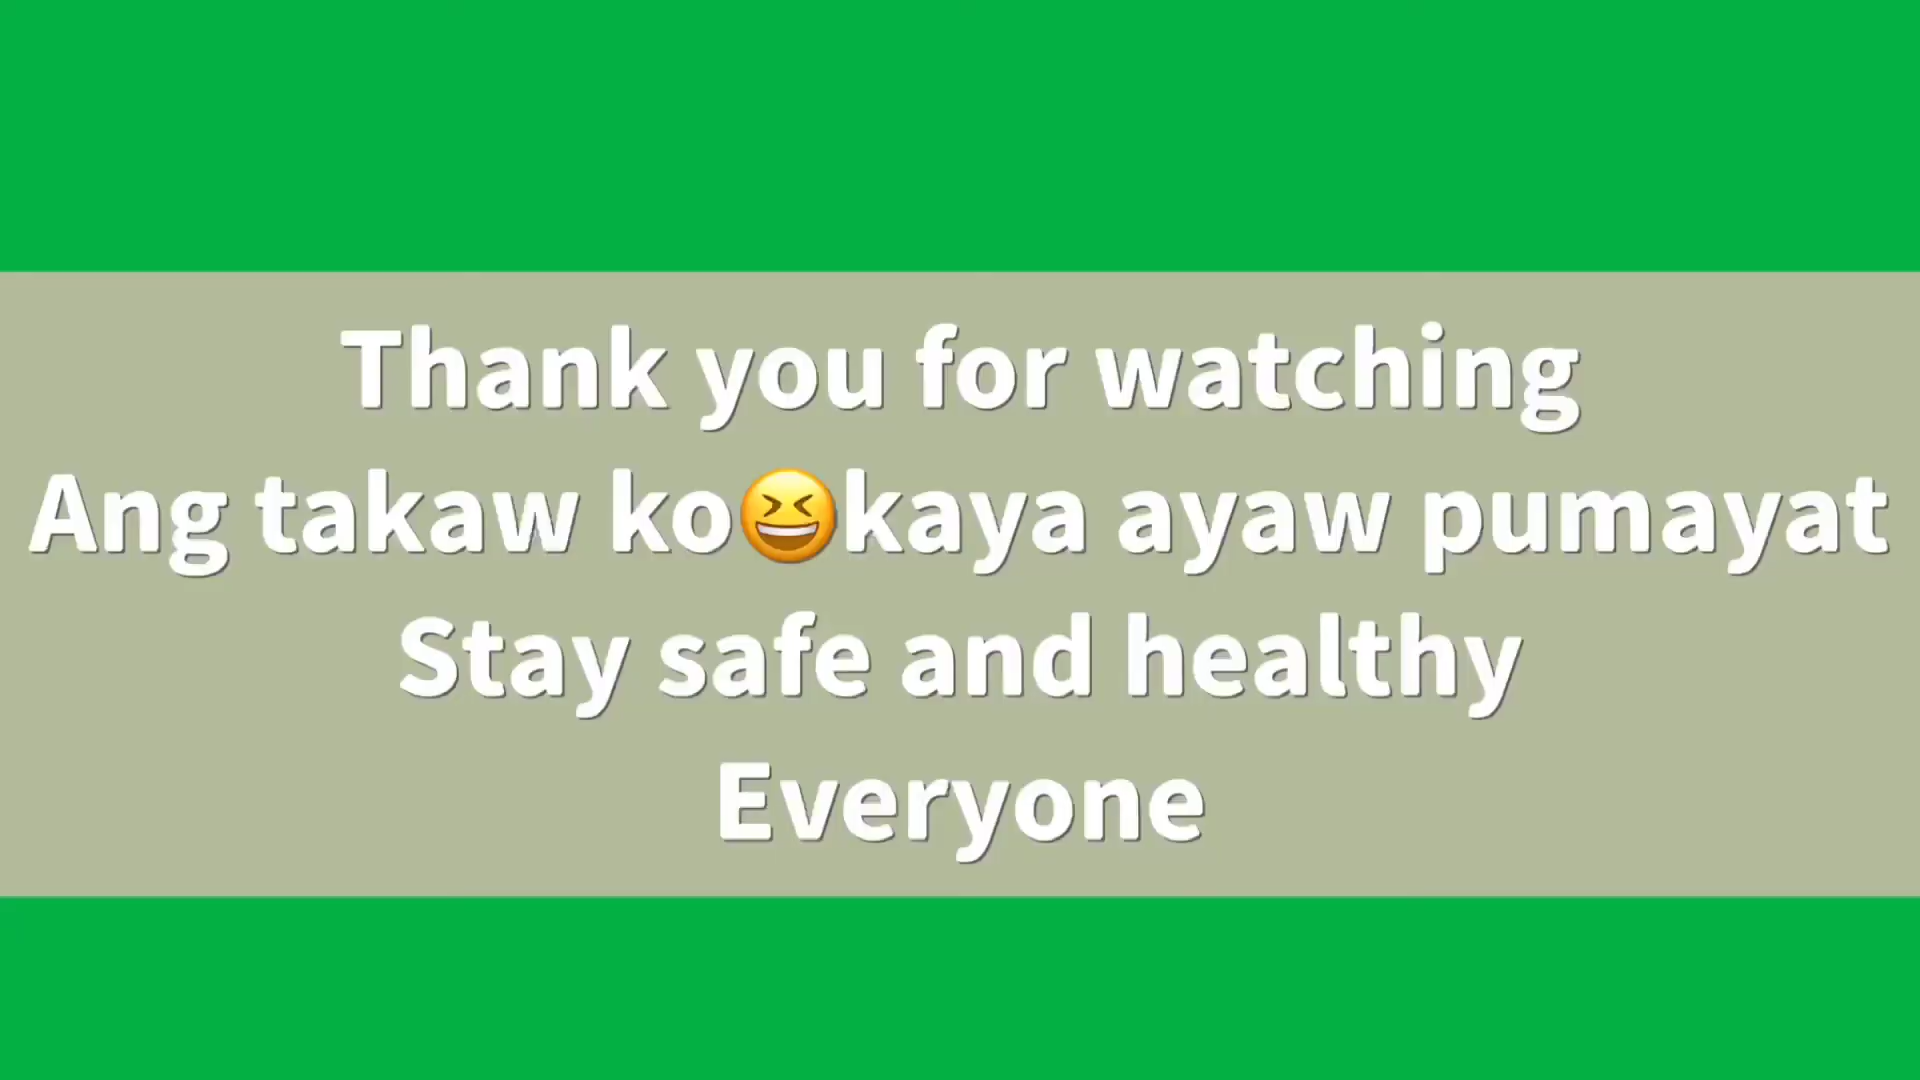 Thank you for watching
Ang takaw ko😆kaya ayaw pumayat
Stay safe and healthy
Everyone